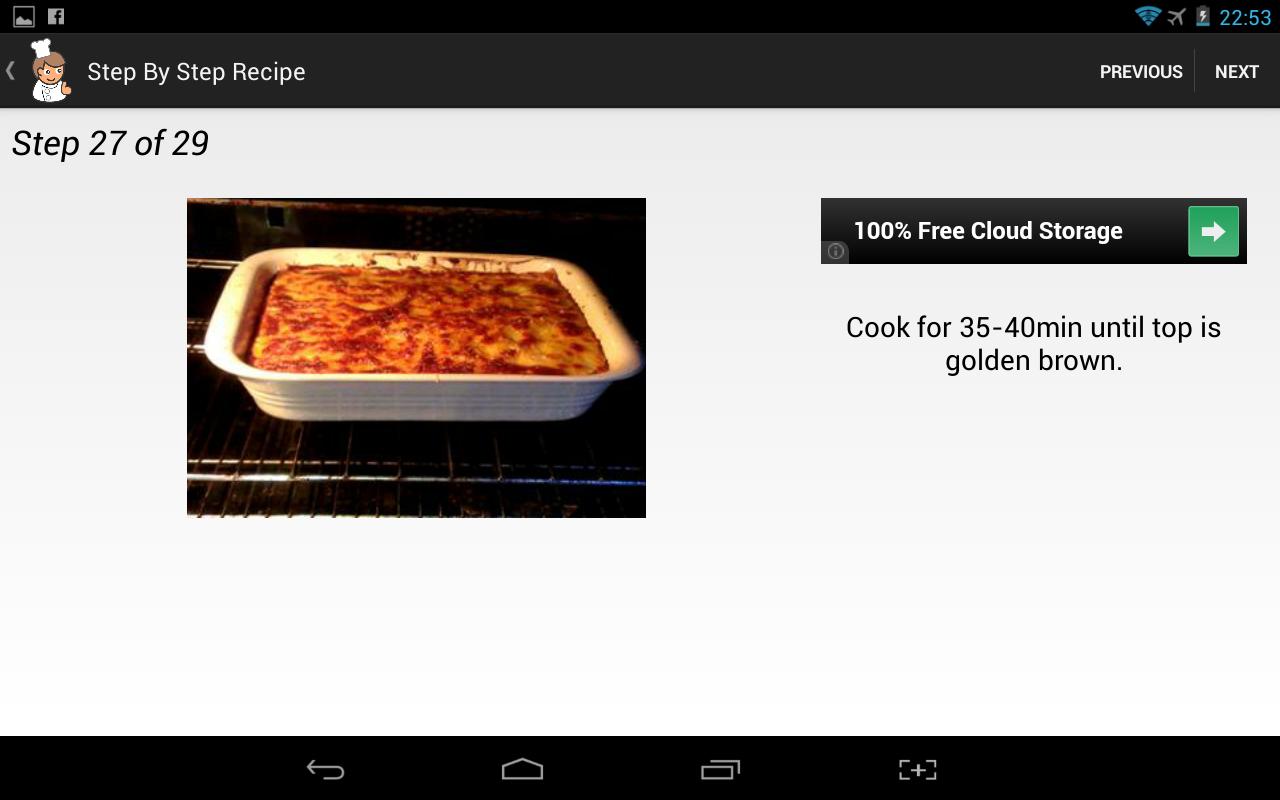 22:53
Step By Step Recipe
PREVIOUS
NEXT
Step 27 of 29
100% Free Cloud Storage
Cook for 35-40min until top is
golden brown.